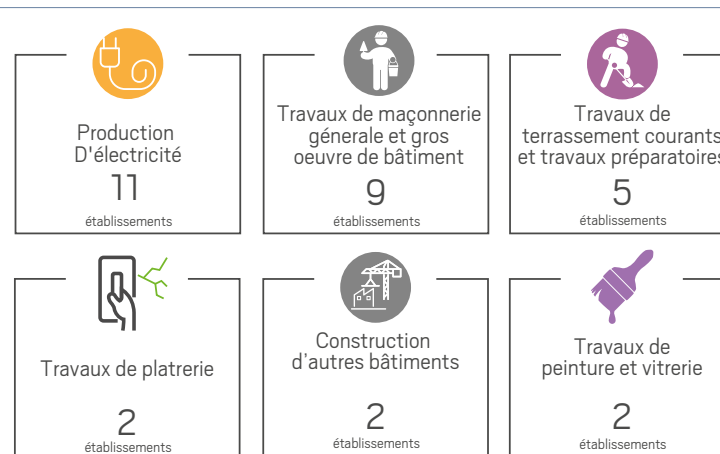 Production
D'électricité
11
établissements
Travaux de maçonnerie
génerale et gros
oeuvre de bâtiment
9
établissements
Travaux de
terrassement courants
et travaux préparatoires
5
établissements
Travaux de platrerie
2
établissements
Construction
d'autres bâtiments
2
établissements
Travaux de
peinture et vitrerie
2
établissements